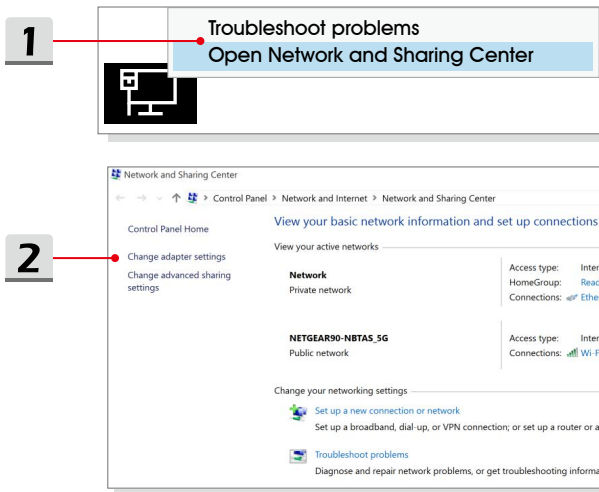 1
Troubleshoot problems
Open Network and Sharing Center
Network and Sharing Center
Control Panel > Network and Internet > Network and Sharing Center
2
Control Panel Home
Change adapter settings
Change advanced sharing
settings
View your basic network information and set up connections
View your active networks
Network
Private network
Access type:
HomeGroup:
Connections:
NETGEAR90-NBTAS_5G
Public network
Access type:
Connections:
Change your networking settings
Set up a new connection or network
Set up a broadband, dial-up, or VPN connection; or set up a router or a
Troubleshoot problems
Diagnose and repair network problems, or get troubleshooting